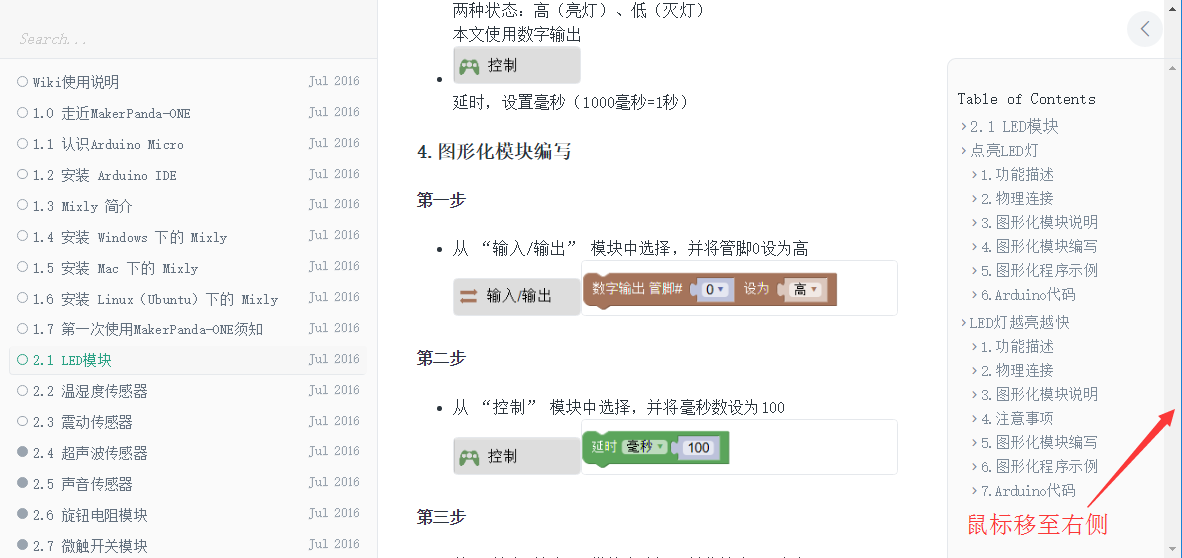 Search...
Wiki使用说明 Jul 2016
1.0 走近MakerPanda-ONE Jul 2016
1.1 认识Arduino Micro Jul 2016
1.2 安装 Arduino IDE Jul 2016
1.3 Mixly 简介 Jul 2016
1.4 安装 Windows 下的 Mixly Jul 2016
1.5 安装 Mac 下的 Mixly Jul 2016
1.6 安装 Linux（Ubuntu）下的 Mixly Jul 2016
1.7 第一次使用MakerPanda-ONE须知 Jul 2016
2.1 LED模块 Jul 2016
2.2 温湿度传感器 Jul 2016
2.3 震动传感器 Jul 2016
2.4 超声波传感器 Jul 2016
2.5 声音传感器 Jul 2016
2.6 旋钮电阻模块 Jul 2016
2.7 微触开关模块 Jul 2016
两种状态：高（亮灯）、低（灭灯）
本文使用数字输出
控制
延时，设置毫秒（1000毫秒=1秒）
4. 图形化模块编写
第一步
从 “输入/输出” 模块中选择，并将管脚0设为高
输入/输出 数字输出 管脚# 0 设为 高
第二步
从 “控制” 模块中选择，并将毫秒数设为100
控制 延时 毫秒 100
第三步
Table of Contents
2.1 LED模块
点亮LED灯
1.功能描述
2.物理连接
3.图形化模块说明
4.图形化模块编写
5.图形化程序示例
6.Arduino代码
LED灯越亮越快
1.功能描述
2.物理连接
3.图形化模块说明
4.注意事项
5.图形化模块编写
6.图形化程序示例
7.Arduino代码
鼠标移至右侧